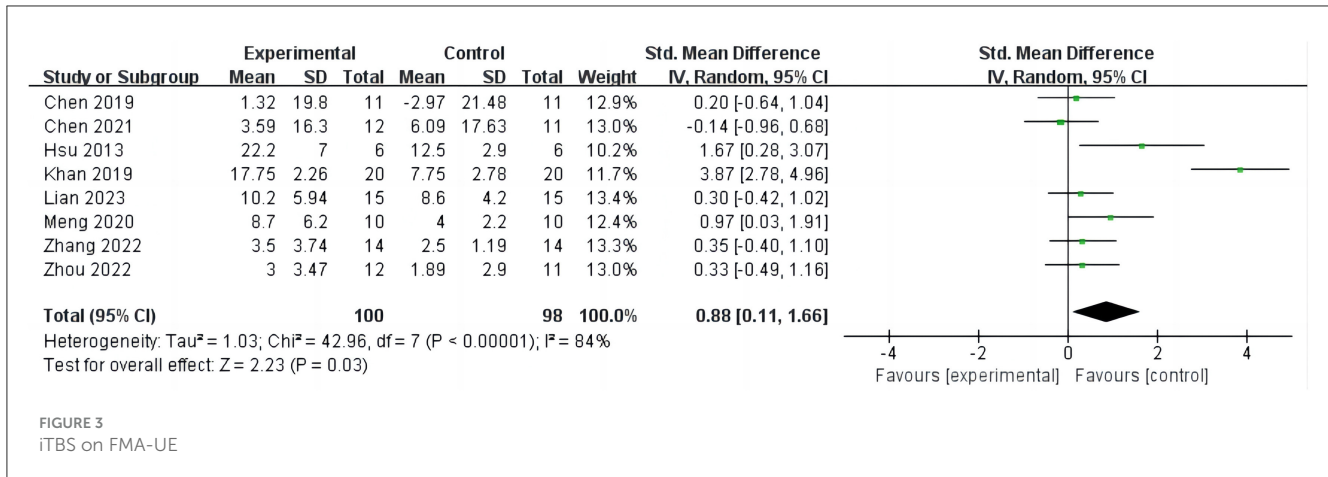 Experimental Control Std. Mean Difference Std. Mean Difference
Study or Subgroup Mean SD Total Mean SD Total Weight IV, Random, 95% CI IV, Random, 95% CI
Chen 2019 1.32 19.8 11 -2.97 21.48 11 12.9% 0.20 [-0.64, 1.04]
Chen 2021 3.59 16.3 12 6.09 17.63 11 13.0% -0.14 [-0.96, 0.68]
Hsu 2013 22.2 7 6 12.5 2.9 6 10.2% 1.67 [0.28, 3.07]
Khan 2019 17.75 2.26 20 7.75 2.78 20 11.7% 3.87 [2.78, 4.96]
Lian 2023 10.2 5.94 15 8.6 4.2 15 13.4% 0.30 [-0.42, 1.02]
Meng 2020 8.7 6.2 10 4 2.2 10 12.4% 0.97 [0.03, 1.91]
Zhang 2022 3.5 3.74 14 2.5 1.19 14 13.3% 0.35 [-0.40, 1.10]
Zhou 2022 3 3.47 12 1.89 2.9 11 13.0% 0.33 [-0.49, 1.16]
Total (95% CI) 100 98 100.0% 0.88 [0.11, 1.66]
Heterogeneity: Tau² = 1.03; Chi² = 42.96, df = 7 (P < 0.00001); I² = 84%
Test for overall effect: Z = 2.23 (P = 0.03)
-4 -2 0 2 4
Favours [experimental] Favours [control]
FIGURE 3
iTBS on FMA-UE